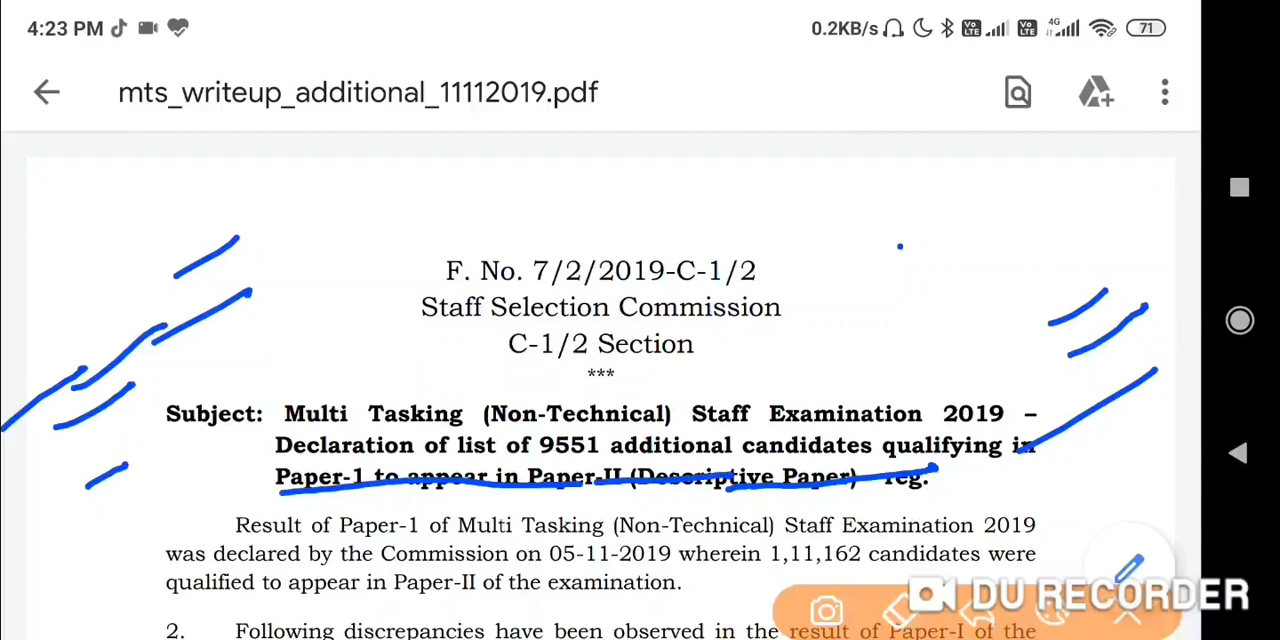 4:23 PM
0.2KB/s Vo LTE Vo LTE 4G 71
mts_writeup_additional_11112019.pdf
F. No. 7/2/2019-C-1/2
Staff Selection Commission
C-1/2 Section
***
Subject: Multi Tasking (Non-Technical) Staff Examination 2019 –
Declaration of list of 9551 additional candidates qualifying in
Paper-1 to appear in Paper-II (Descriptive Paper) – reg.
Result of Paper-1 of Multi Tasking (Non-Technical) Staff Examination 2019
was declared by the Commission on 05-11-2019 wherein 1,11,162 candidates were
qualified to appear in Paper-II of the examination.
DU RECORDER
2. Following discrepancies have been observed in the result of Paper-I of the